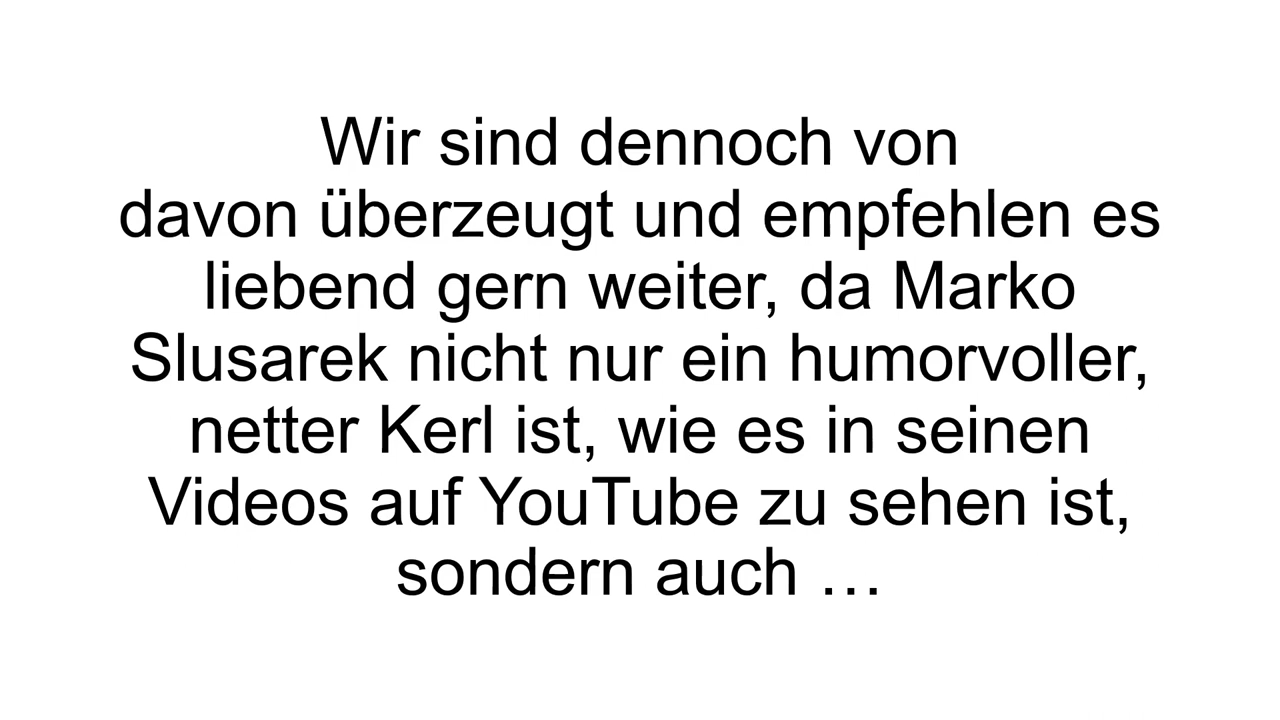 Wir sind dennoch von
davon überzeugt und empfehlen es
liebend gern weiter, da Marko
Slusarek nicht nur ein humorvoller,
netter Kerl ist, wie es in seinen
Videos auf YouTube zu sehen ist,
sondern auch …